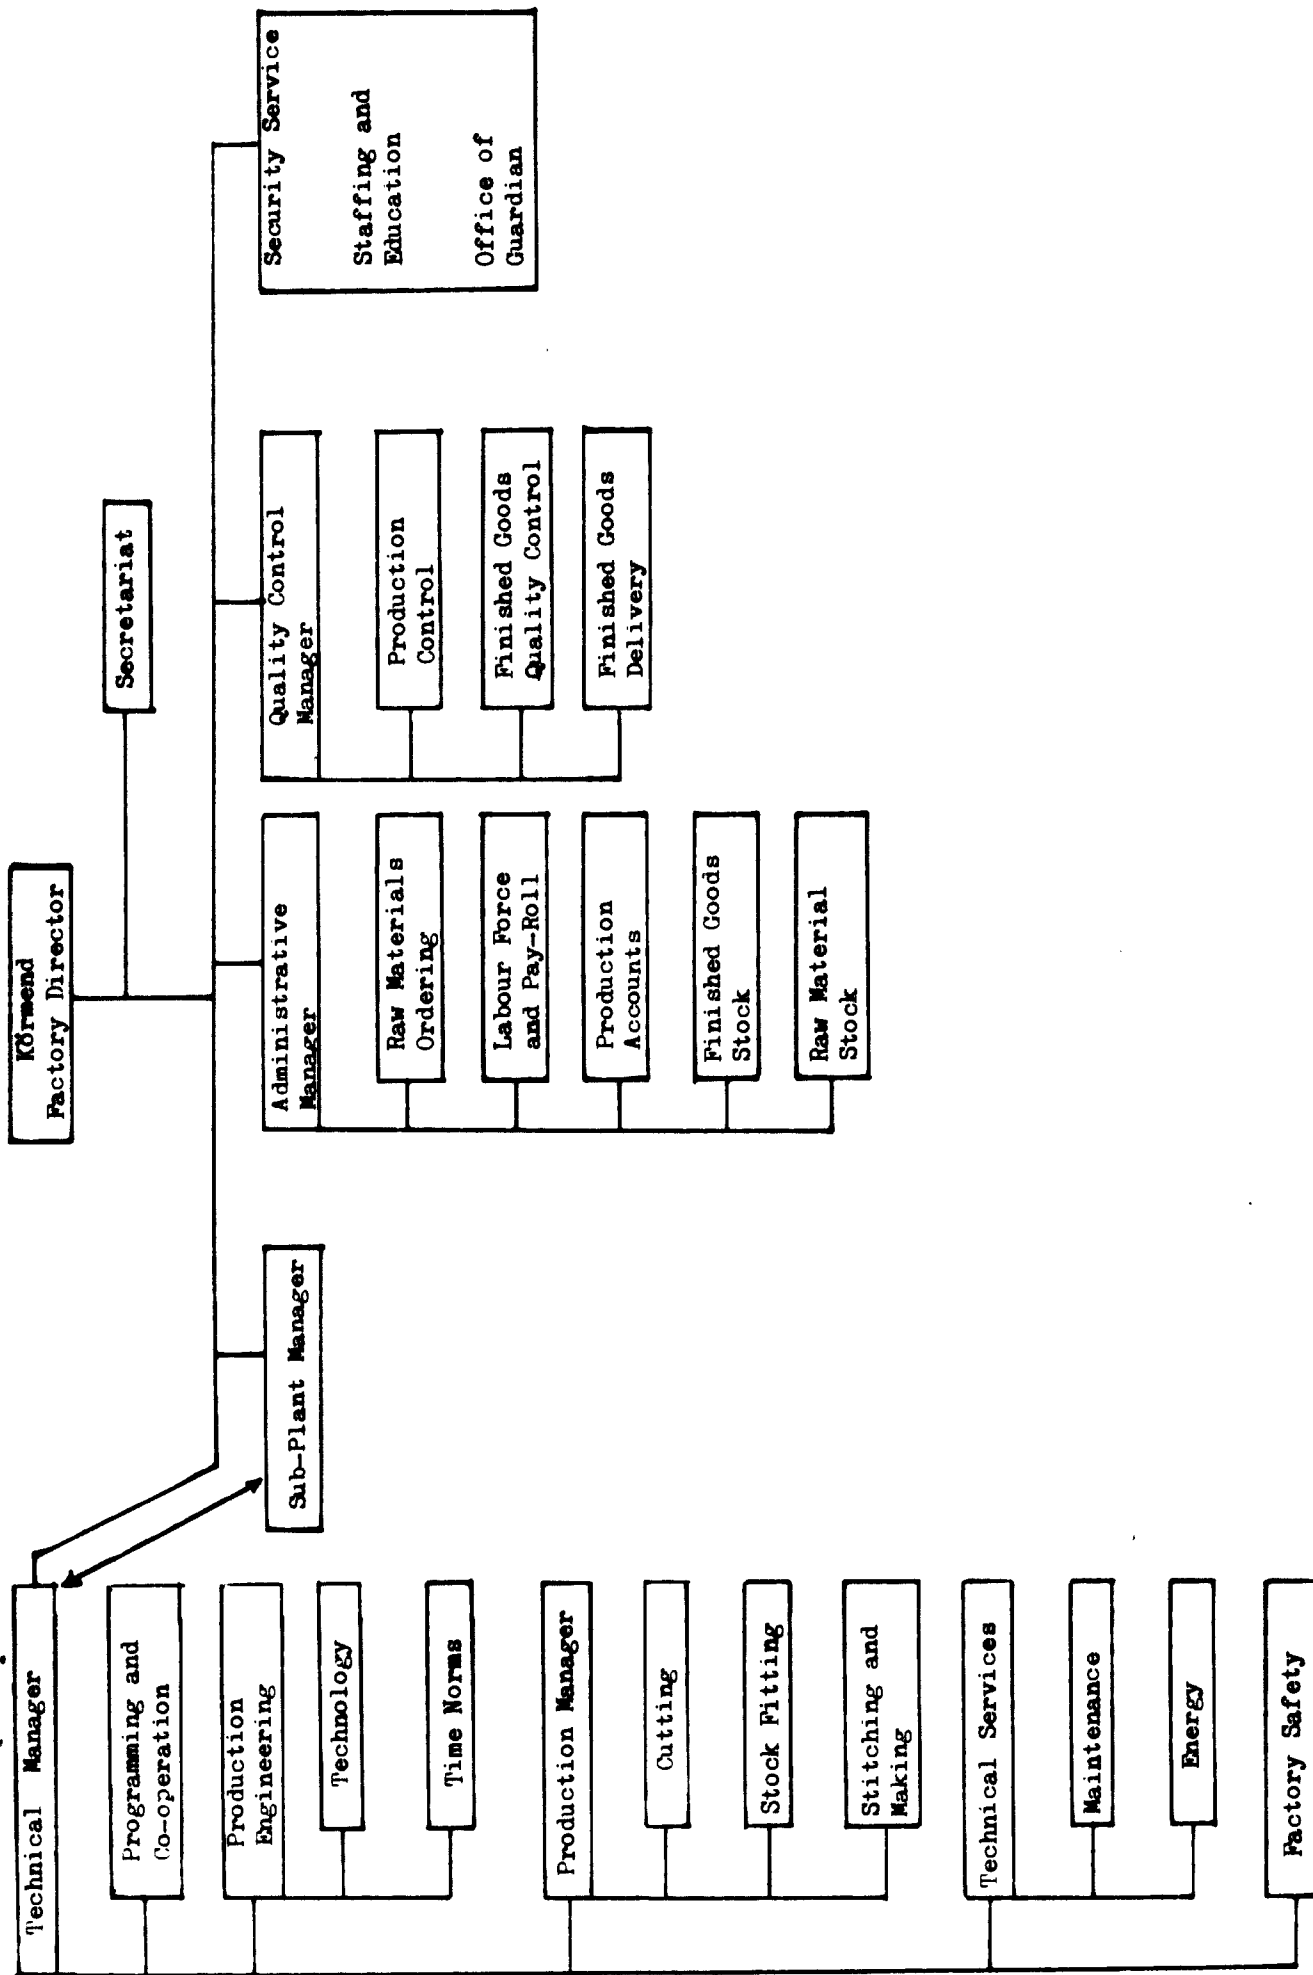 Körmend
Factory Director
Secretariat
Technical Manager
Programming and
Co-operation
Production
Engineering
Technology
Time Norms
Production Manager
Cutting
Stock Fitting
Stitching and
Making
Technical Services
Maintenance
Energy
Factory Safety
Sub-Plant Manager
Administrative
Manager
Raw Materials
Ordering
Labour Force
and Pay-Roll
Production
Accounts
Finished Goods
Stock
Raw Material
Stock
Quality Control
Manager
Production
Control
Finished Goods
Quality Control
Finished Goods
Delivery
Security Service
Staffing and
Education
Office of
Guardian